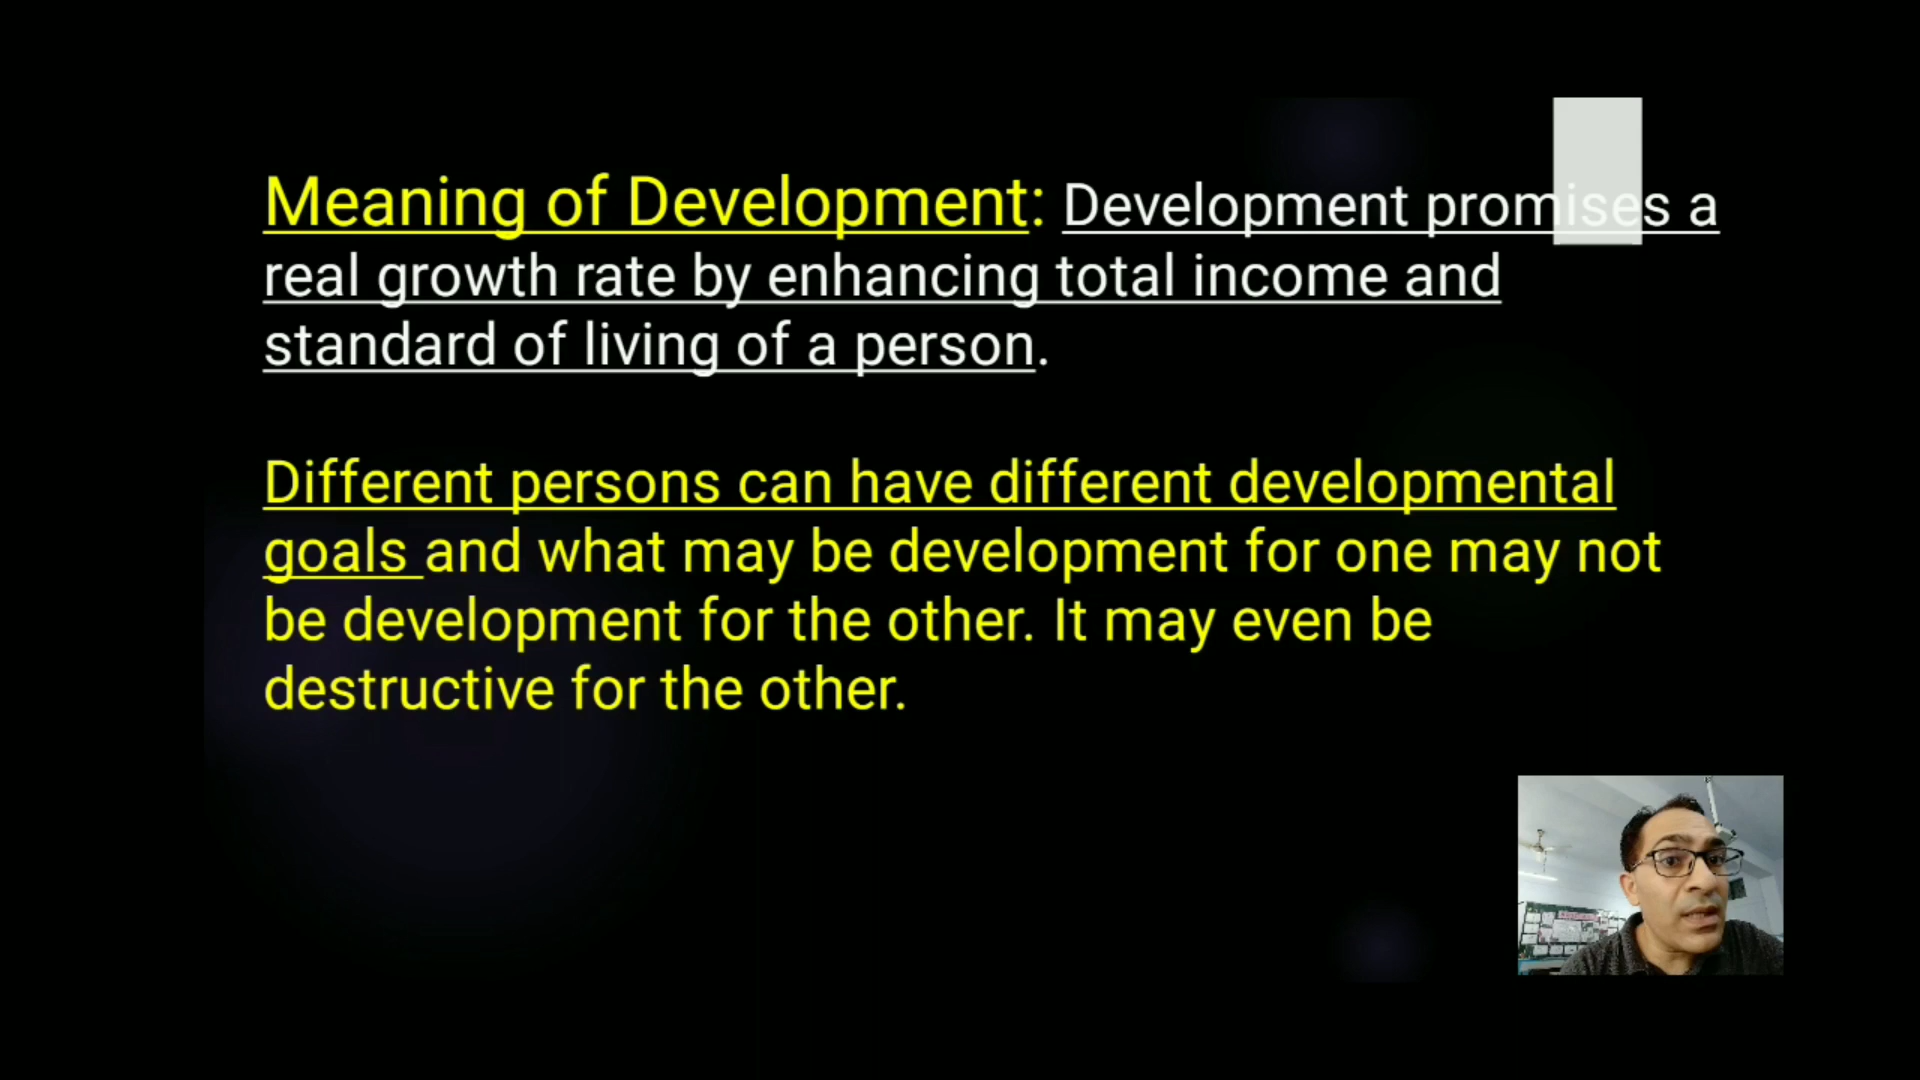 Meaning of Development: Development promises a
real growth rate by enhancing total income and
standard of living of a person.
Different persons can have different developmental
goals and what may be development for one may not
be development for the other. It may even be
destructive for the other.